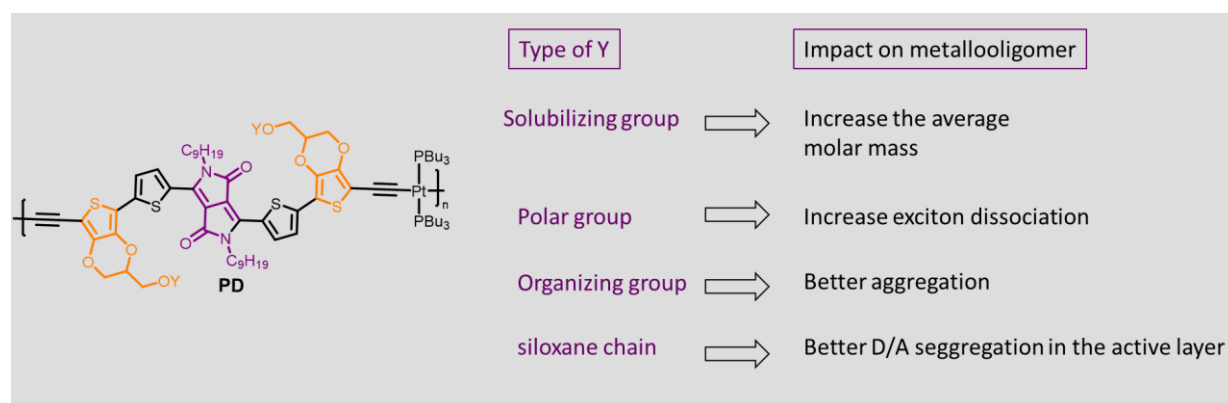 Type of Y
Impact on metallooligomer
Solubilizing group
Increase the average
molar mass
Polar group
Increase exciton dissociation
Organizing group
Better aggregation
siloxane chain
Better D/A seggregation in the active layer
YO
C9H19
N
O
O
O
PBu3
S
S
Pt
n
S
S
PBu3
O
N
O
O
C9H19
OY
PD